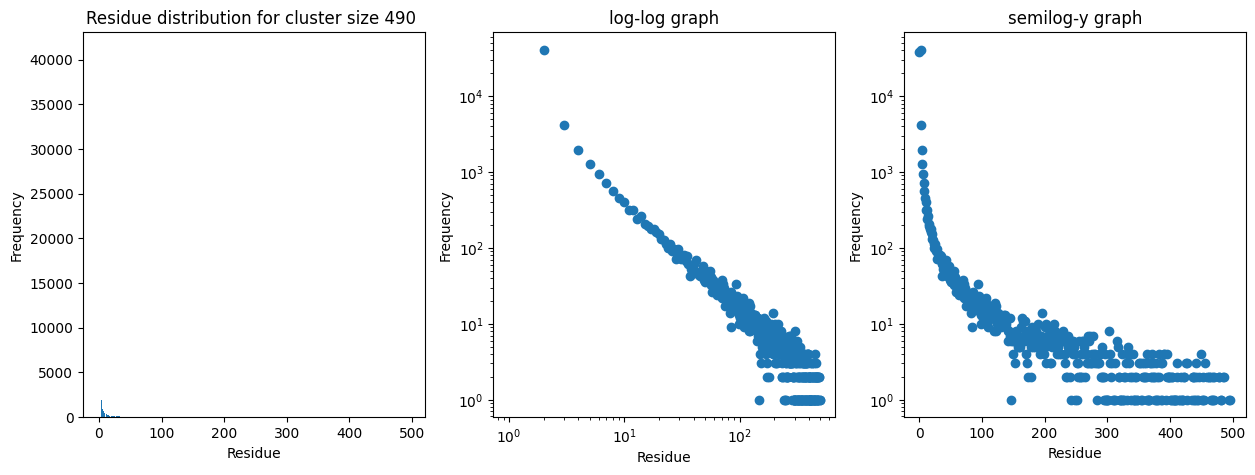 Residue distribution for cluster size 490
Frequency
40000
35000
30000
25000
20000
15000
10000
5000
0
0 100 200 300 400 500
Residue
log-log graph
Frequency
10^4
10^3
10^2
10^1
10^0
10^0 10^1 10^2
Residue
semilog-y graph
Frequency
10^4
10^3
10^2
10^1
10^0
0 100 200 300 400 500
Residue